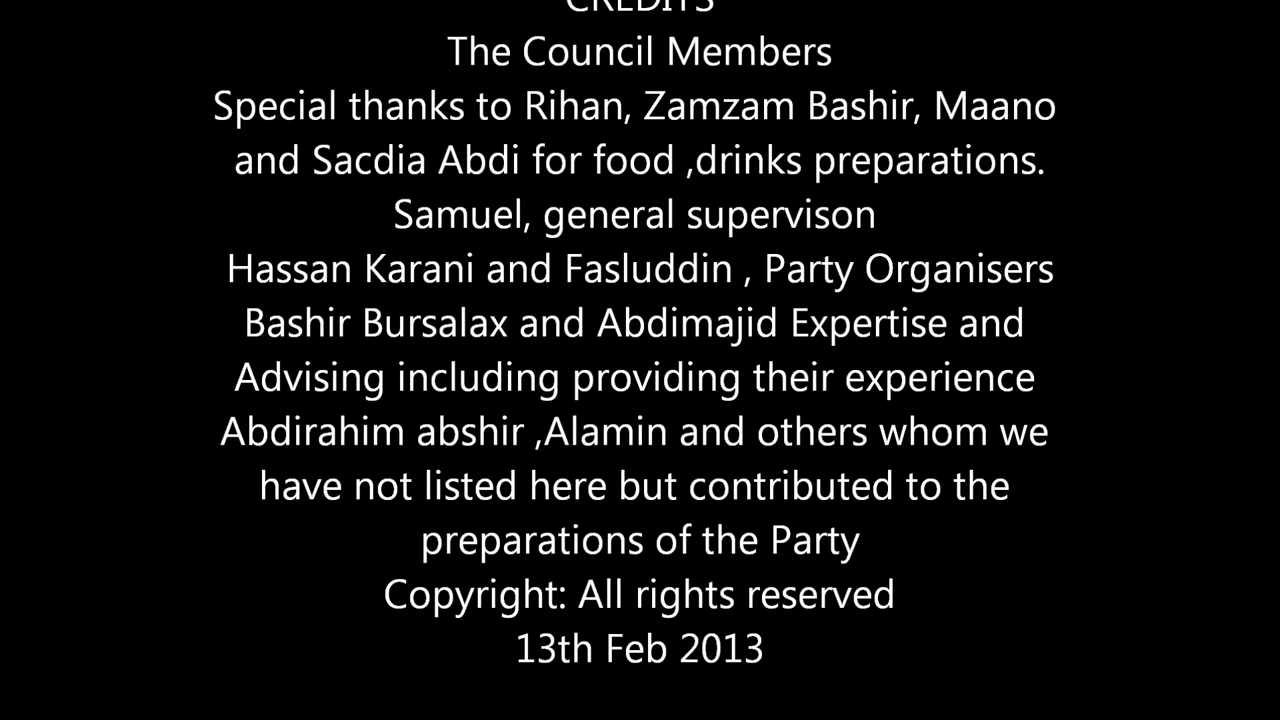 CREDITS
The Council Members
Special thanks to Rihan, Zamzam Bashir, Maano
and Sacdia Abdi for food ,drinks preparations.
Samuel, general supervison
Hassan Karani and Fasluddin , Party Organisers
Bashir Bursalax and Abdimajid Expertise and
Advising including providing their experience
Abdirahim abshir ,Alamin and others whom we
have not listed here but contributed to the
preparations of the Party
Copyright: All rights reserved
13th Feb 2013